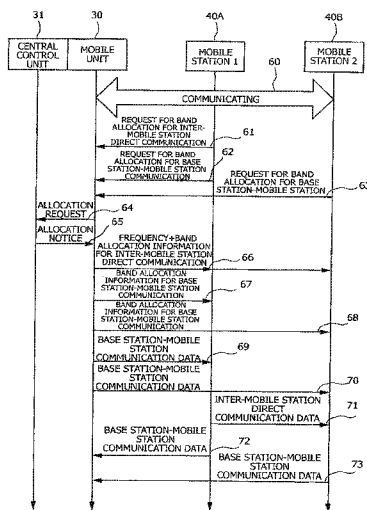 31
30
40A
40B
CENTRAL
CONTROL
UNIT
MOBILE
UNIT
MOBILE
STATION 1
MOBILE
STATION 2
60
COMMUNICATING
REQUEST FOR BAND
ALLOCATION FOR INTER-
MOBILE STATION
DIRECT COMMUNICATION
61
REQUEST FOR BAND
ALLOCATION FOR BASE
STATION-MOBILE STATION
COMMUNICATION
62
REQUEST FOR BAND
ALLOCATION FOR BASE
STATION-MOBILE STATION
63
ALLOCATION
REQUEST
64
ALLOCATION
NOTICE
65
FREQUENCY+BAND
ALLOCATION INFORMATION
FOR INTER-MOBILE STATION
DIRECT COMMUNICATION
66
BAND ALLOCATION
INFORMATION FOR BASE
STATION-MOBILE STATION
COMMUNICATION
67
BAND ALLOCATION
INFORMATION FOR BASE
STATION-MOBILE STATION
COMMUNICATION
68
BASE STATION-MOBILE
STATION
COMMUNICATION DATA
69
BASE STATION-MOBILE
STATION
COMMUNICATION DATA
70
INTER-MOBILE STATION
DIRECT
COMMUNICATION DATA
71
BASE STATION-MOBILE
STATION
COMMUNICATION DATA
72
BASE STATION-MOBILE
STATION
COMMUNICATION DATA
73